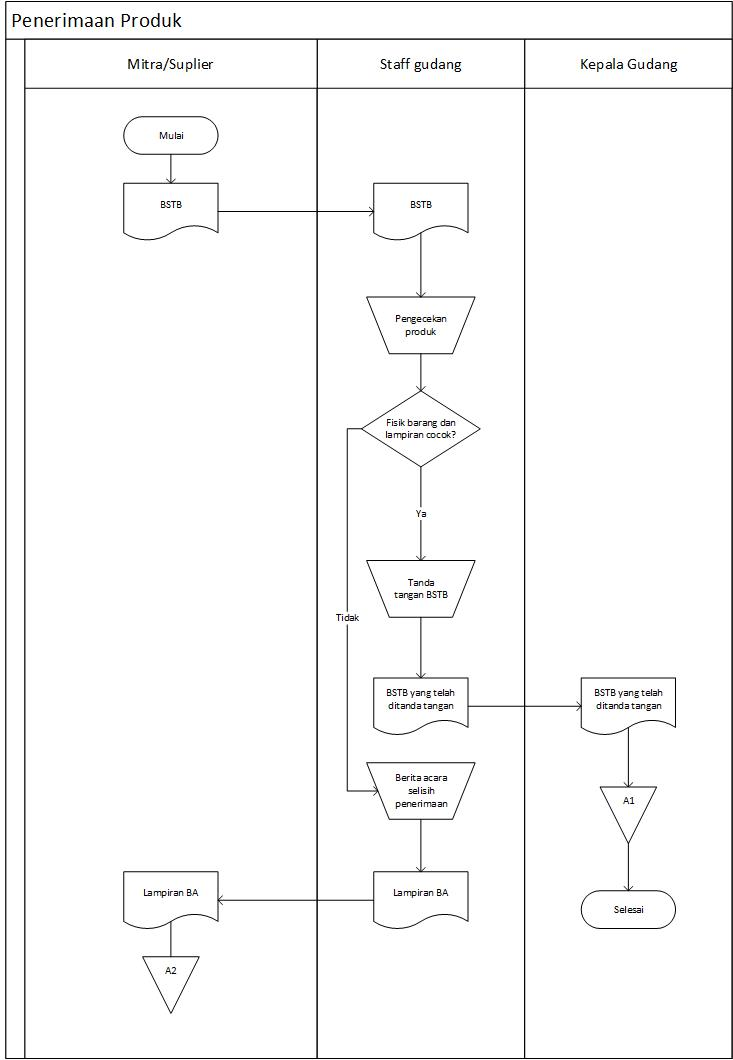 Penerimaan Produk
Mitra/Suplier
Staff gudang
Kepala Gudang
Mulai
BSTB
BSTB
Pengecekan
produk
Fisik barang dan
lampiran cocok?
Ya
Tanda
tangan BSTB
Tidak
BSTB yang telah
ditanda tangan
BSTB yang telah
ditanda tangan
Berita acara
selisih
penerimaan
A1
Lampiran BA
Lampiran BA
Selesai
A2